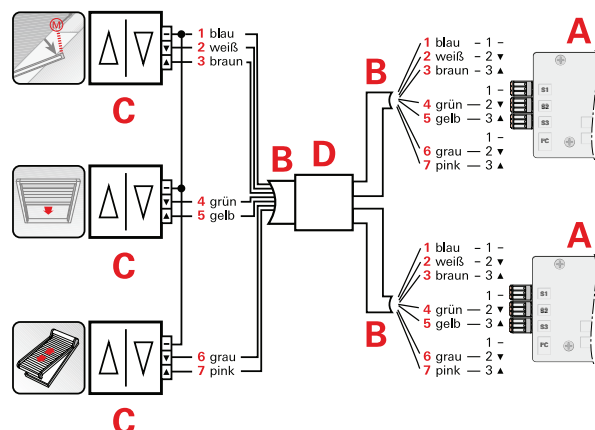 M
1 blau
2 weiß
3 braun
C
4 grün
5 gelb
C
6 grau
7 pink
C
B
D
B
1 blau – 1 –
2 weiß – 2 ▼
3 braun – 3 ▲
1 –
4 grün – 2 ▼
5 gelb – 3 ▲
1 –
6 grau – 2 ▼
7 pink – 3 ▲
A
S1
S2
S3
I²C
B
1 blau – 1 –
2 weiß – 2 ▼
3 braun – 3 ▲
1 –
4 grün – 2 ▼
5 gelb – 3 ▲
1 –
6 grau – 2 ▼
7 pink – 3 ▲
A
S1
S2
S3
I²C